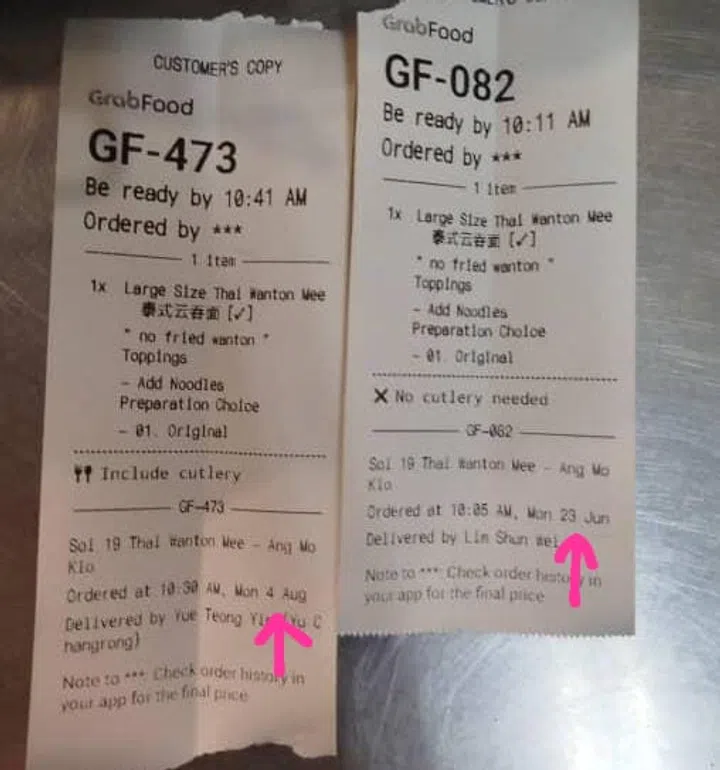 CUSTOMER'S COPY
GrabFood
GF-473
Be ready by 10:41 AM
Ordered by ***
1 item
1x Large Size Thai Wanton Mee
泰式云吞面 [✓]
" no fried wanton "
Toppings
- Add Noodles
Preparation Choice
- 01. Original
Include cutlery
GF-473
Soi 19 Thai Wanton Mee - Ang Mo
Kio
Ordered at 10:30 AM, Mon 4 Aug
Delivered by Yue Teong (Yu C
hangrong)
Note to ***: Check order history in
your app for the final price
GrabFood
GF-082
Be ready by 10:11 AM
Ordered by ***
1 item
1x Large Size Thai Wanton Mee
泰式云吞面 [✓]
" no fried wanton "
Toppings
- Add Noodles
Preparation Choice
- 01. Original
No cutlery needed
GF-082
Soi 19 Thai Wanton Mee - Ang Mo
Kio
Ordered at 10:05 AM, Mon 23 Jun
Delivered by Lim Shun Wei
Note to ***: Check order history in
your app for the final price